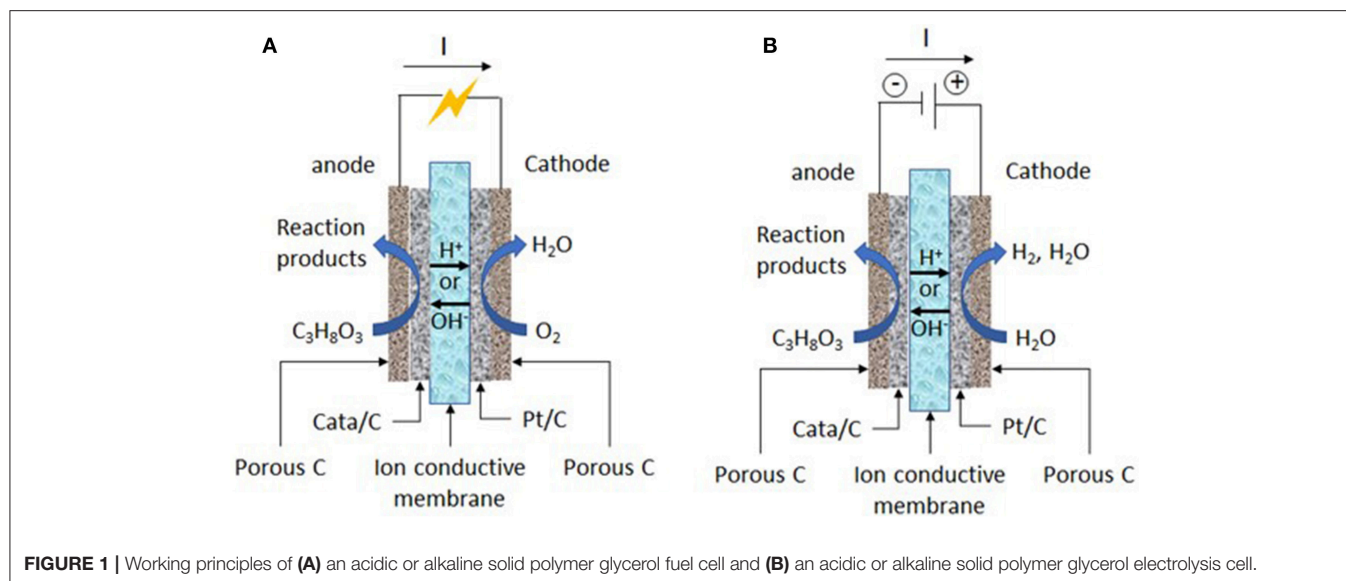 A
I
anode
Cathode
Reaction
products
H2O
H+
or
OH-
C3H8O3
O2
Cata/C
Pt/C
Porous C
Ion conductive
membrane
Porous C
B
I
-
+
anode
Cathode
Reaction
products
H2, H2O
H+
or
OH-
C3H8O3
H2O
Cata/C
Pt/C
Porous C
Ion conductive
membrane
Porous C
FIGURE 1 | Working principles of (A) an acidic or alkaline solid polymer glycerol fuel cell and (B) an acidic or alkaline solid polymer glycerol electrolysis cell.